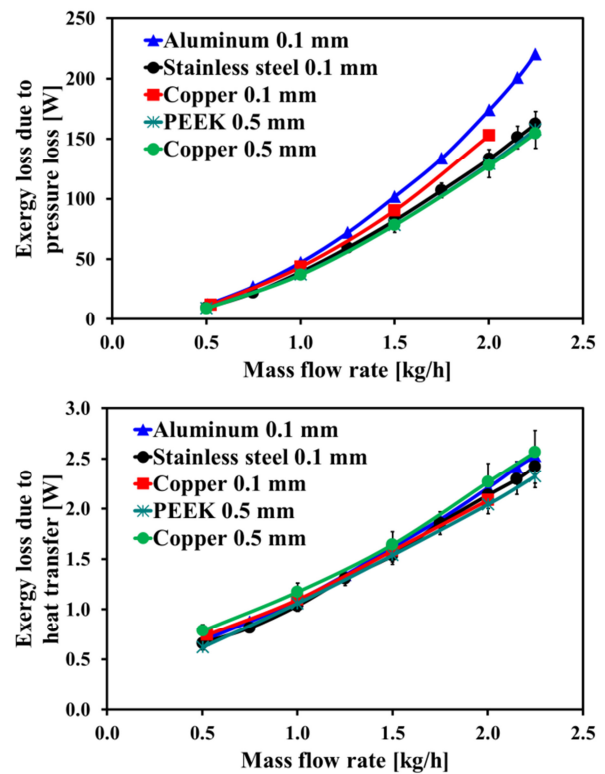 Exergy loss due to
pressure loss [W]
250
200
150
100
50
0
Aluminum 0.1 mm
Stainless steel 0.1 mm
Copper 0.1 mm
PEEK 0.5 mm
Copper 0.5 mm
0.0 0.5 1.0 1.5 2.0 2.5
Mass flow rate [kg/h]
Exergy loss due to
heat transfer [W]
3.0
2.5
2.0
1.5
1.0
0.5
0.0
Aluminum 0.1 mm
Stainless steel 0.1 mm
Copper 0.1 mm
PEEK 0.5 mm
Copper 0.5 mm
0.0 0.5 1.0 1.5 2.0 2.5
Mass flow rate [kg/h]